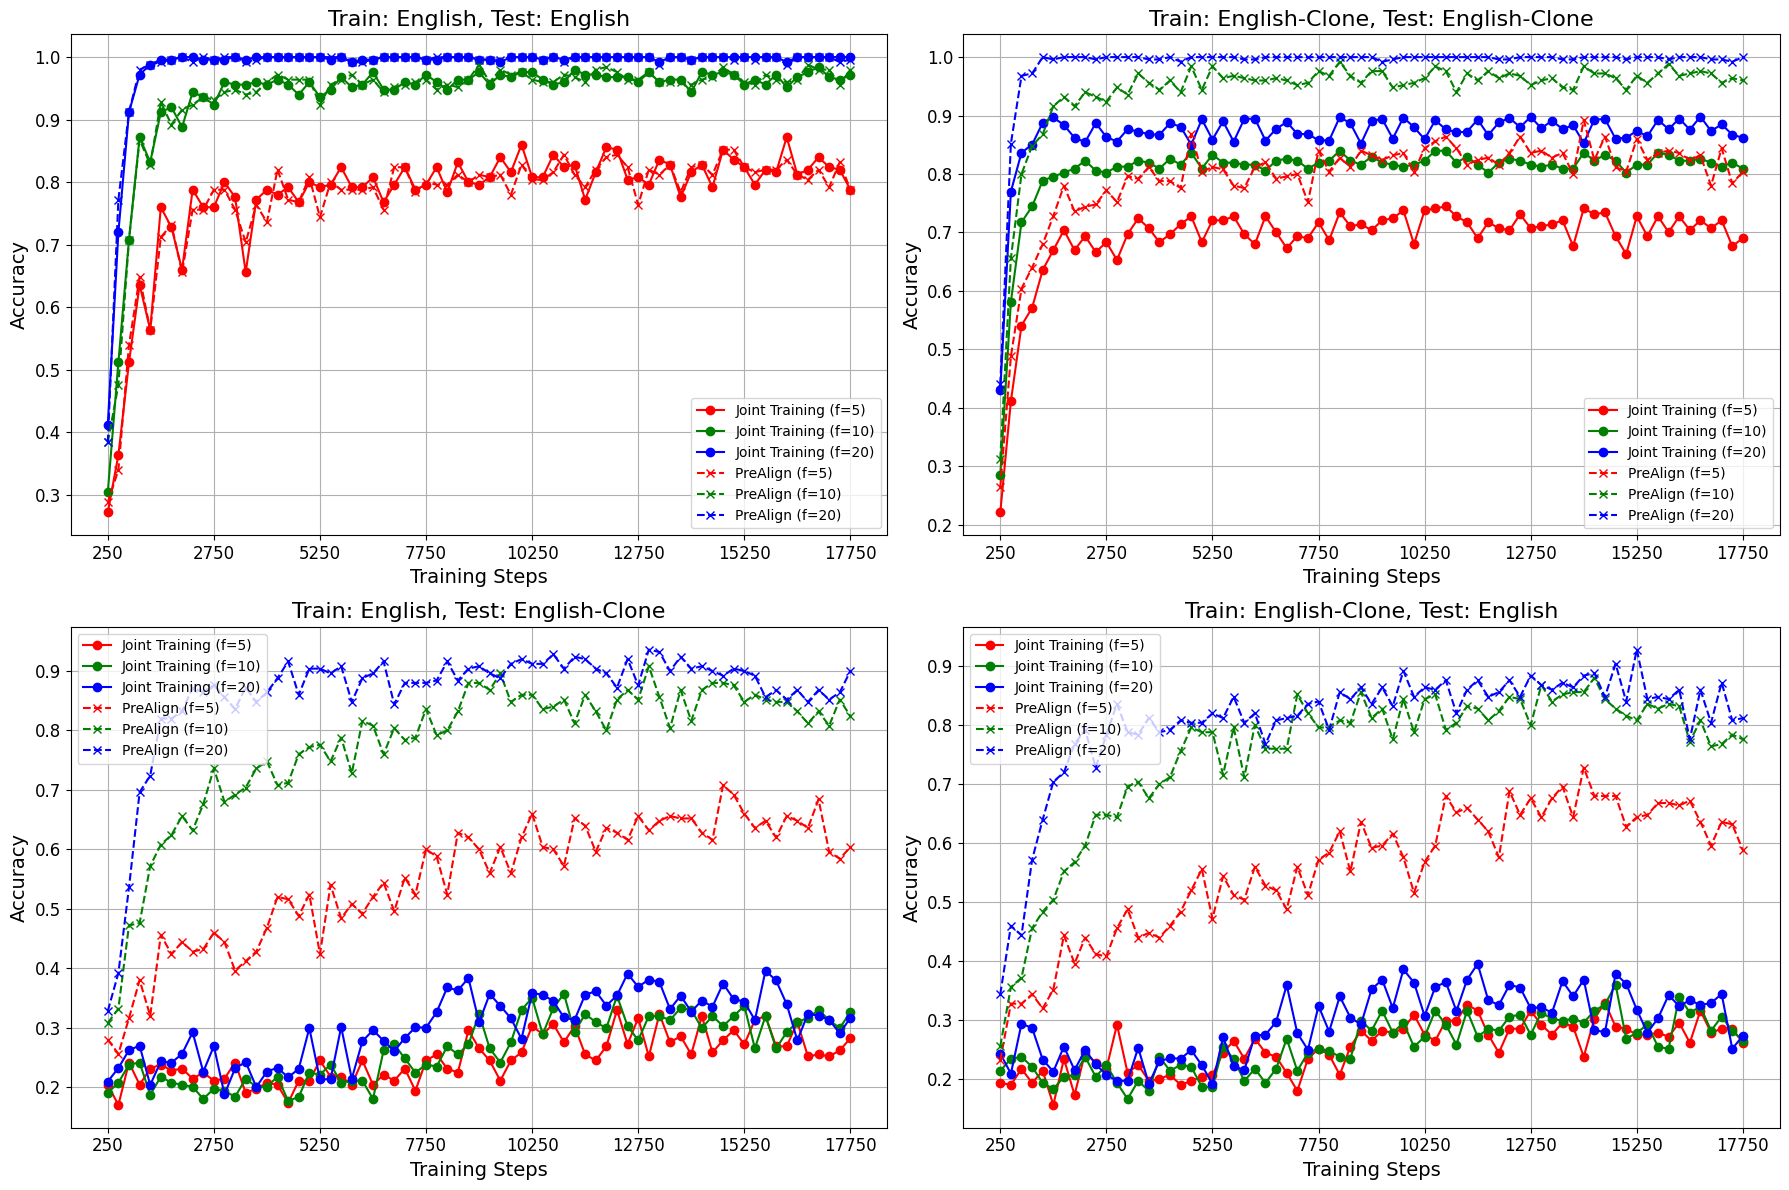 Train: English, Test: English
Accuracy
1.0
0.9
0.8
0.7
0.6
0.5
0.4
0.3
Joint Training (f=5)
Joint Training (f=10)
Joint Training (f=20)
PreAlign (f=5)
PreAlign (f=10)
PreAlign (f=20)
250 2750 5250 7750 10250 12750 15250 17750
Training Steps
Train: English-Clone, Test: English-Clone
Accuracy
1.0
0.9
0.8
0.7
0.6
0.5
0.4
0.3
0.2
Joint Training (f=5)
Joint Training (f=10)
Joint Training (f=20)
PreAlign (f=5)
PreAlign (f=10)
PreAlign (f=20)
250 2750 5250 7750 10250 12750 15250 17750
Training Steps
Train: English, Test: English-Clone
Accuracy
0.9
0.8
0.7
0.6
0.5
0.4
0.3
0.2
Joint Training (f=5)
Joint Training (f=10)
Joint Training (f=20)
PreAlign (f=5)
PreAlign (f=10)
PreAlign (f=20)
250 2750 5250 7750 10250 12750 15250 17750
Training Steps
Train: English-Clone, Test: English
Accuracy
0.9
0.8
0.7
0.6
0.5
0.4
0.3
0.2
Joint Training (f=5)
Joint Training (f=10)
Joint Training (f=20)
PreAlign (f=5)
PreAlign (f=10)
PreAlign (f=20)
250 2750 5250 7750 10250 12750 15250 17750
Training Steps